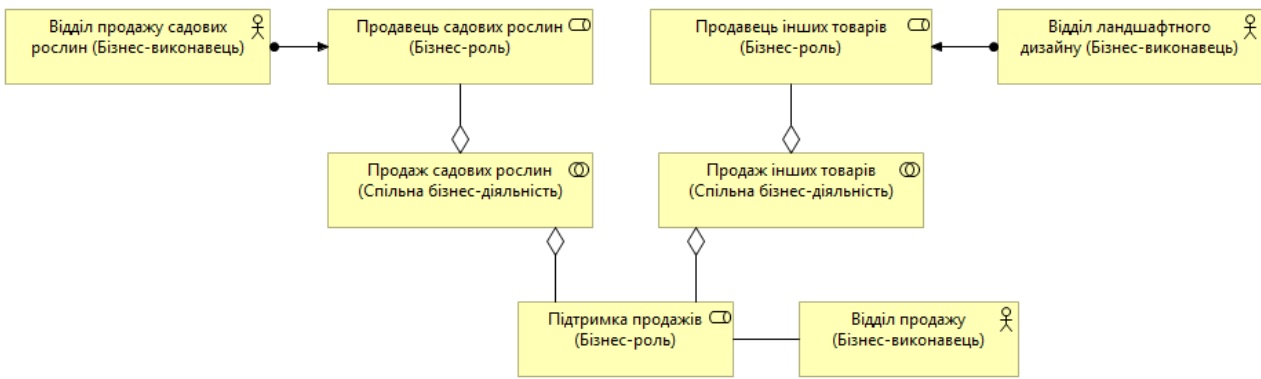 Відділ продажу садових
рослин (Бізнес-виконавець)
Продавець садових рослин
(Бізнес-роль)
Продавець інших товарів
(Бізнес-роль)
Відділ ландшафтного
дизайну (Бізнес-виконавець)
Продаж садових рослин
(Спільна бізнес-діяльність)
Продаж інших товарів
(Спільна бізнес-діяльність)
Підтримка продажів
(Бізнес-роль)
Відділ продажу
(Бізнес-виконавець)